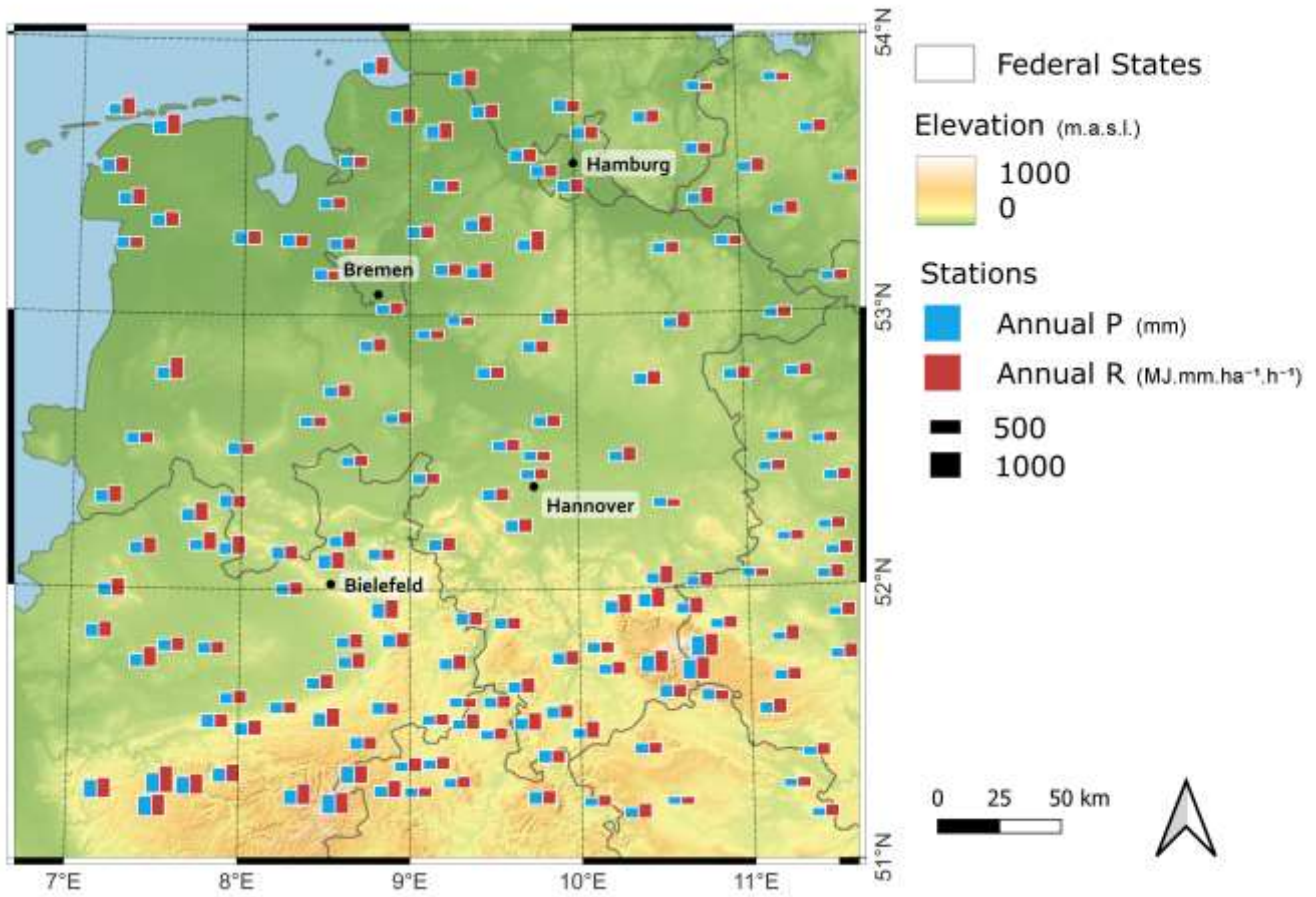 54°N
Federal States
Elevation (m.a.s.l.)
1000
0
Hamburg
Stations
Bremen
53°N
Annual P (mm)
Annual R (MJ.mm.ha⁻¹.h⁻¹)
500
1000
Hannover
52°N
Bielefeld
0 25 50 km
51°N
7°E 8°E 9°E 10°E 11°E